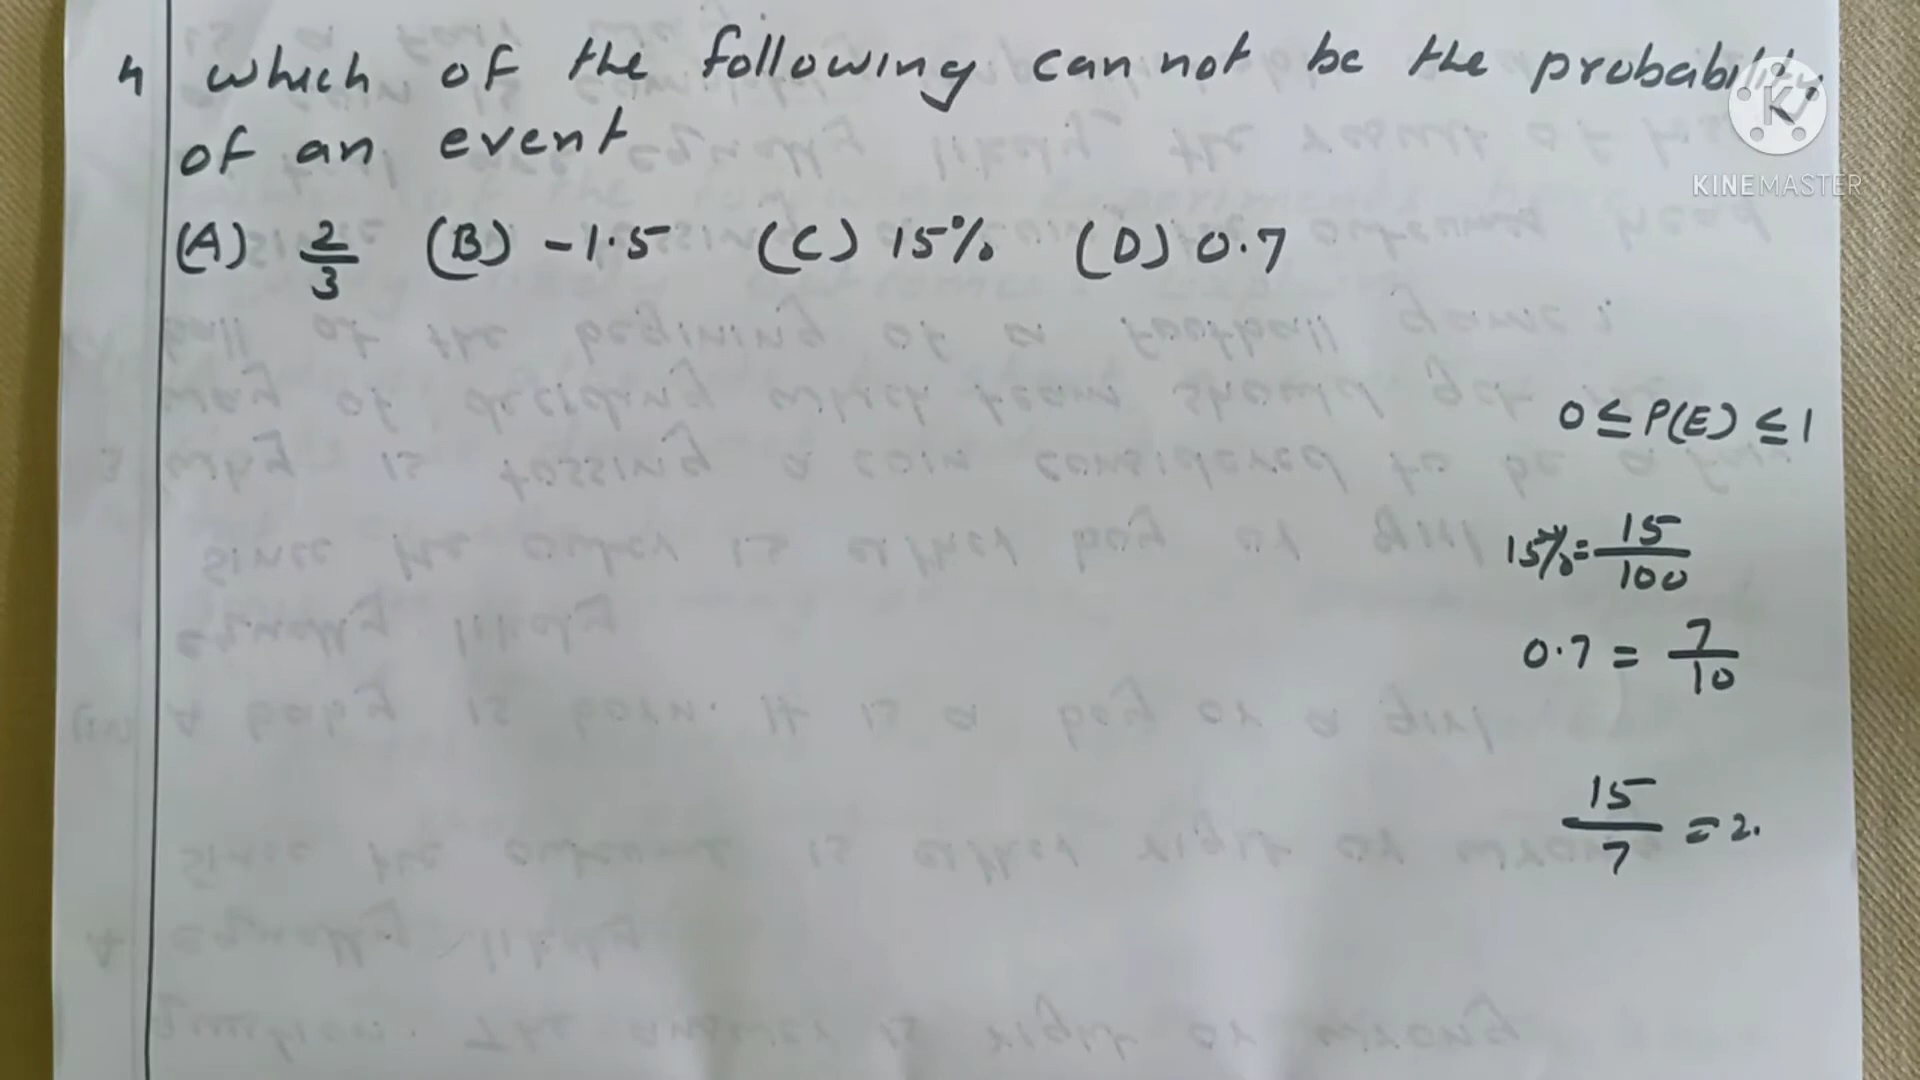 4 which of the following can not be the probability
of an event
(A) 2/3 (B) -1.5 (C) 15% (D) 0.7
0 ≤ P(E) ≤ 1
15% = 15/100
0.7 = 7/10
15/7 = 2.
KINEMASTER